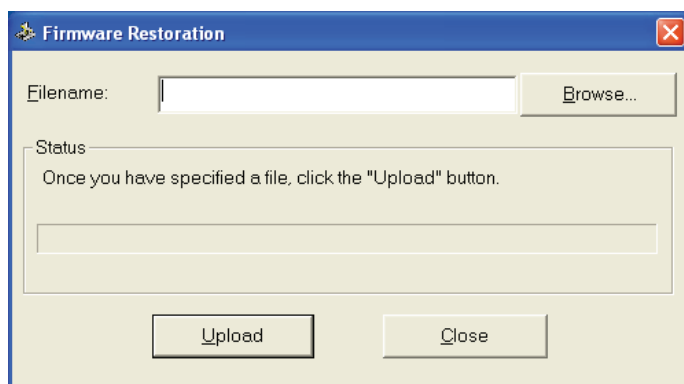 Firmware Restoration
Filename:
Browse...
Status
Once you have specified a file, click the "Upload" button.
Upload
Close